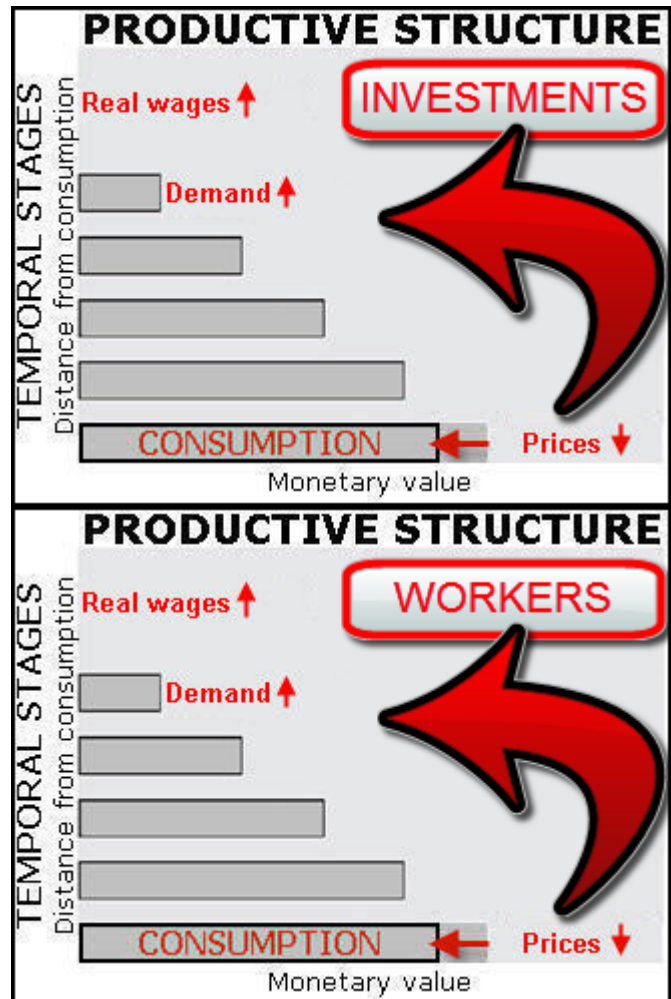 PRODUCTIVE STRUCTURE
INVESTMENTS
Real wages
Demand
TEMPORAL STAGES
Distance from consumption
CONSUMPTION
Prices
Monetary value
PRODUCTIVE STRUCTURE
WORKERS
Real wages
Demand
TEMPORAL STAGES
Distance from consumption
CONSUMPTION
Prices
Monetary value